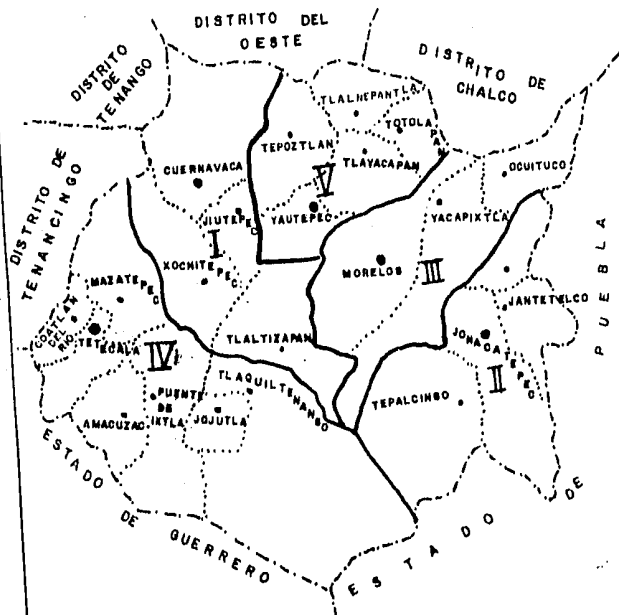 DISTRITO DEL
OESTE
DISTRITO
DE
TENANGO
DISTRITO DE
CHALCO
TLALNEPANTLA
TOTOLAPAN
TEPOZTLAN
TLAYACAPAN
OCUITUCO
CUERNAVACA
V
DISTRITO DE
TENANCINGO
JIUTEPEC
YAUTEPEC
YACAPIXTLA
I
XOCHITEPEC
MORELOS
III
PUEBLA
MAZATEPEC
JANTETELCO
COATLAN
DEL
RIO
TETECALA
IV
TLALTIZAPAN
JONACATEPEC
TLAQUILTENANGO
II
PUENTE
DE
IXTLA
TEPALCINGO
AMACUZAC
JOJUTLA
ESTADO
DE
GUERRERO
ESTADO DE